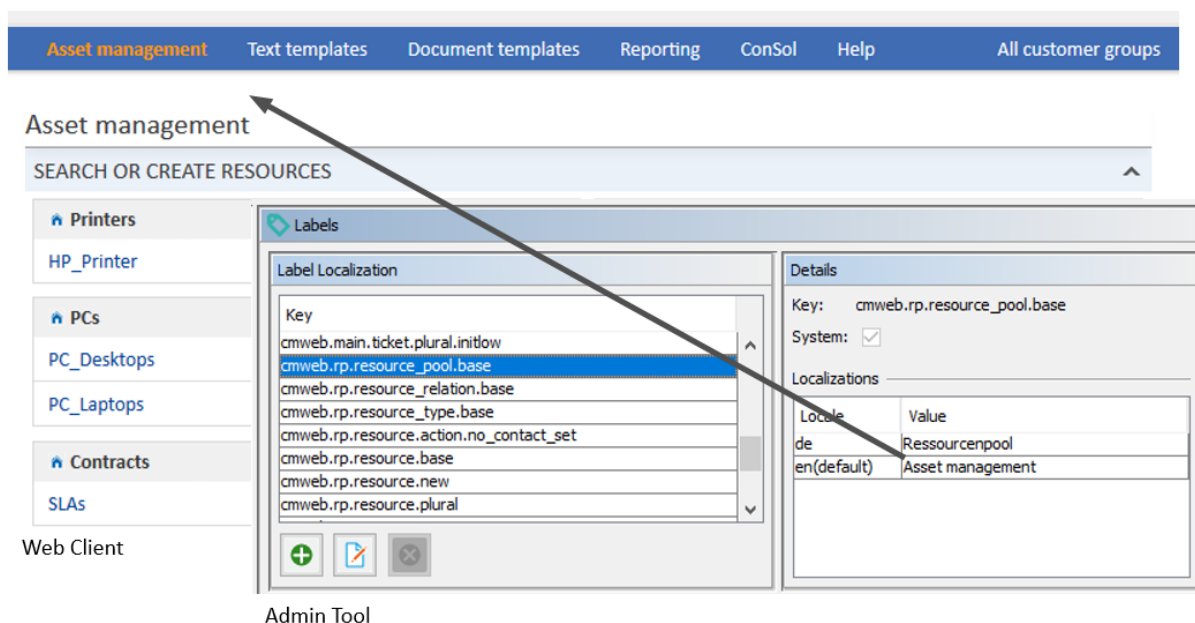 Asset management Text templates Document templates Reporting ConSol Help All customer groups
Asset management
SEARCH OR CREATE RESOURCES
Printers
HP_Printer
PCs
PC_Desktops
PC_Laptops
Contracts
SLAs
Web Client
Labels
Label Localization
Key
cmweb.main.ticket.plural.initlow
cmweb.rp.resource_pool.base
cmweb.rp.resource_relation.base
cmweb.rp.resource_type.base
cmweb.rp.resource.action.no_contact_set
cmweb.rp.resource.base
cmweb.rp.resource.new
cmweb.rp.resource.plural
Details
Key: cmweb.rp.resource_pool.base
System:
Localizations
Locale Value
de Ressourcenpool
en(default) Asset management
Admin Tool